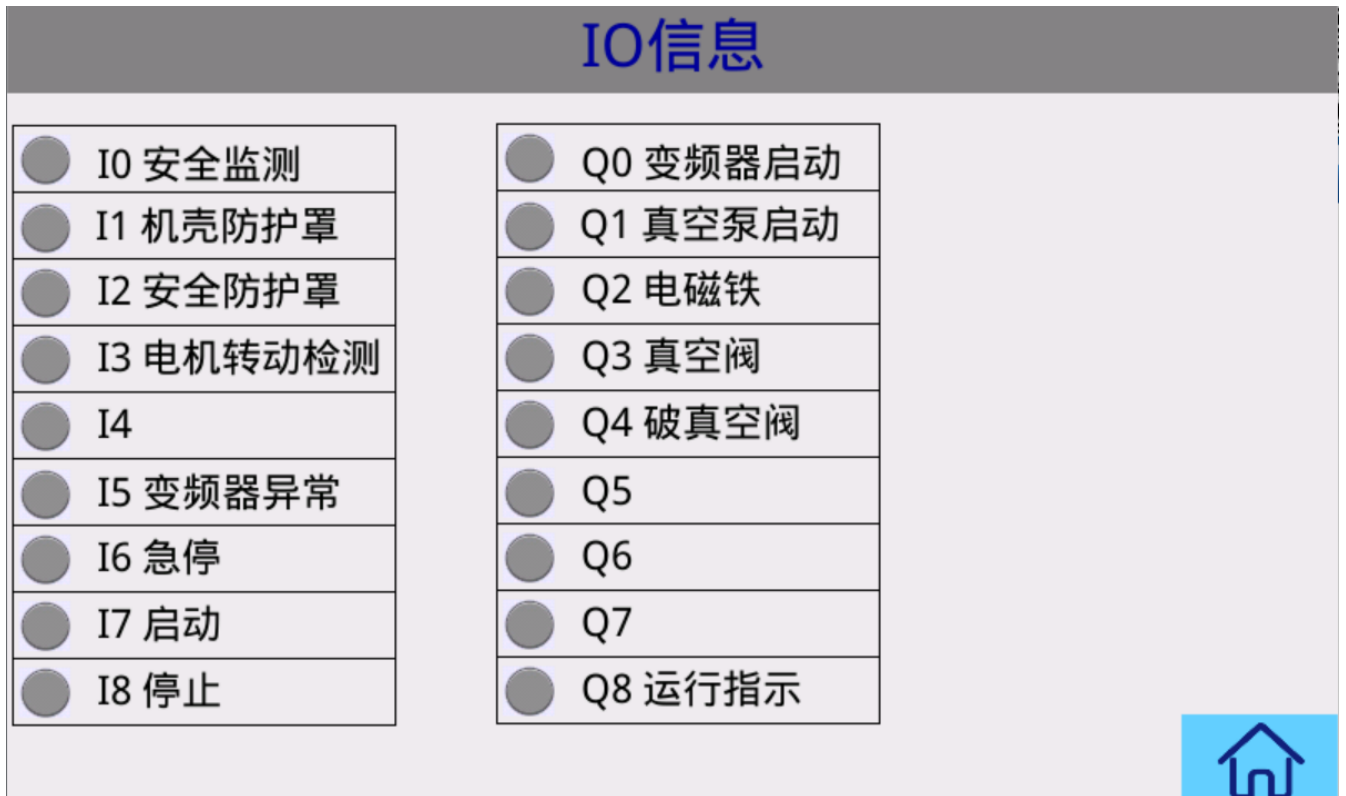 IO信息
I0 安全监测
I1 机壳防护罩
I2 安全防护罩
I3 电机转动检测
I4
I5 变频器异常
I6 急停
I7 启动
I8 停止
Q0 变频器启动
Q1 真空泵启动
Q2 电磁铁
Q3 真空阀
Q4 破真空阀
Q5
Q6
Q7
Q8 运行指示